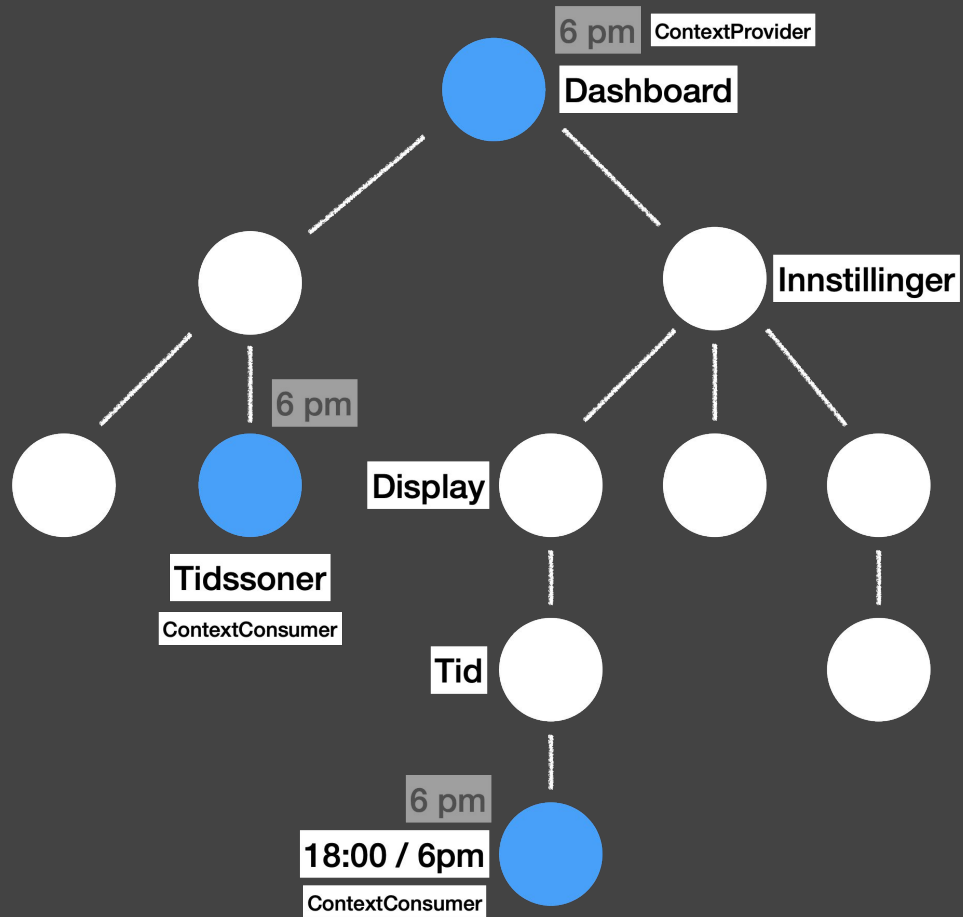 6 pm ContextProvider
Dashboard
Innstillinger
6 pm
Display
Tidssoner
ContextConsumer
Tid
6 pm
18:00 / 6pm
ContextConsumer